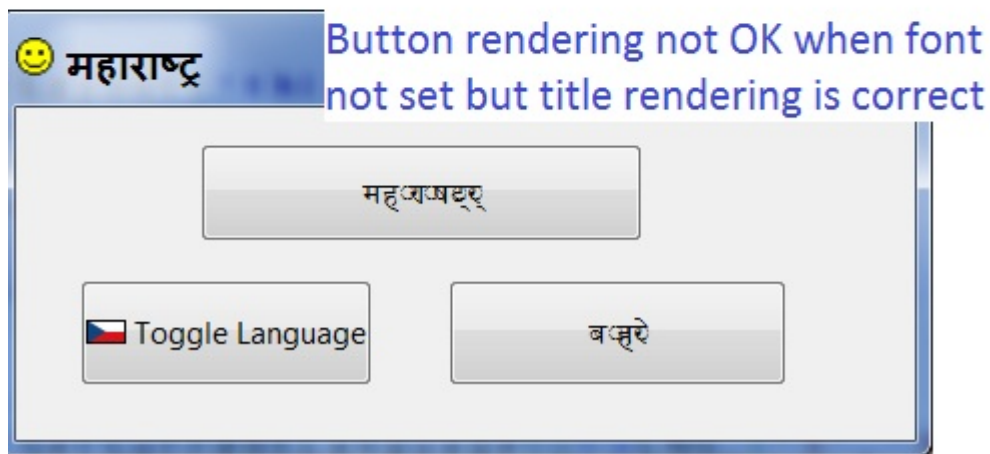 Button rendering not OK when font
not set but title rendering is correct
महाराष्ट्र
Toggle Language